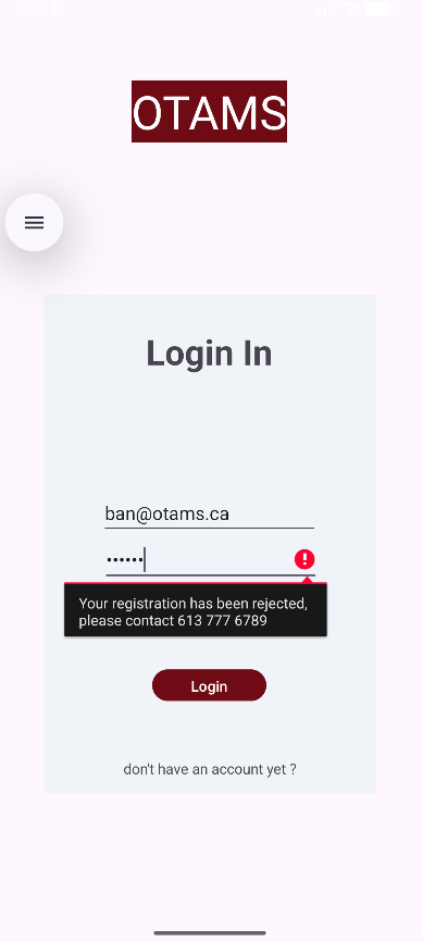 OTAMS
Login In
ban@otams.ca
••••••
Your registration has been rejected,
please contact 613 777 6789
Login
don't have an account yet ?